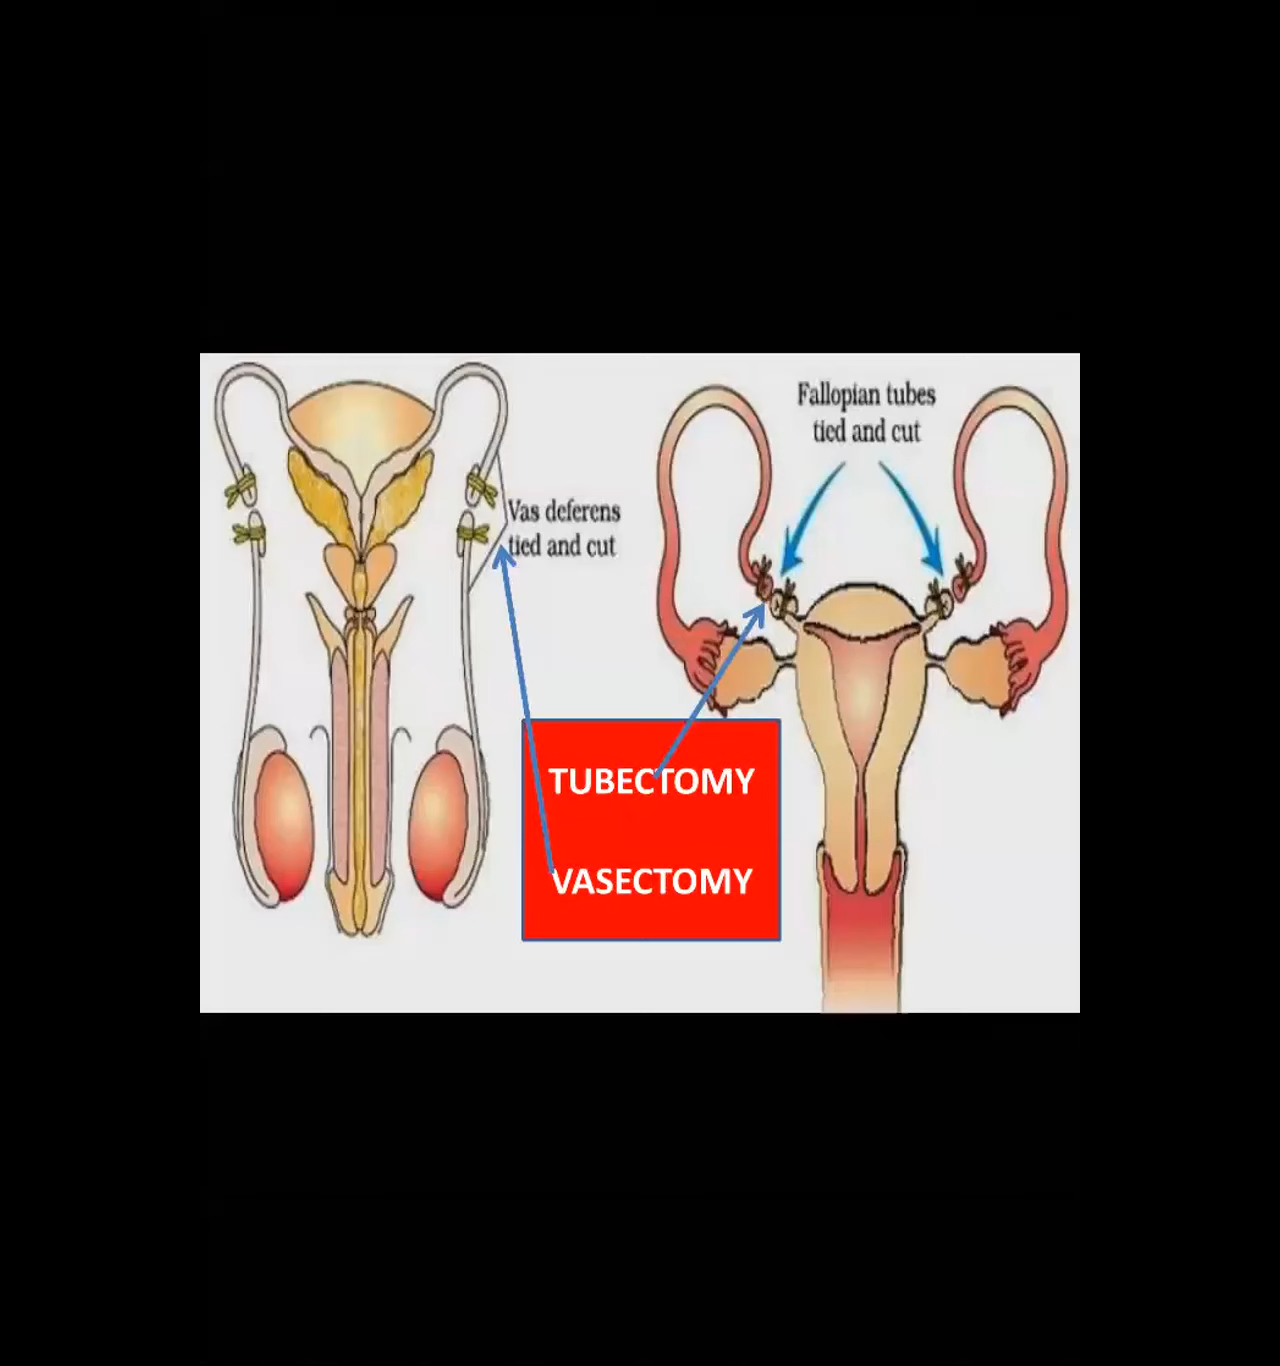 Fallopian tubes
tied and cut
Vas deferens
tied and cut
TUBECTOMY
VASECTOMY